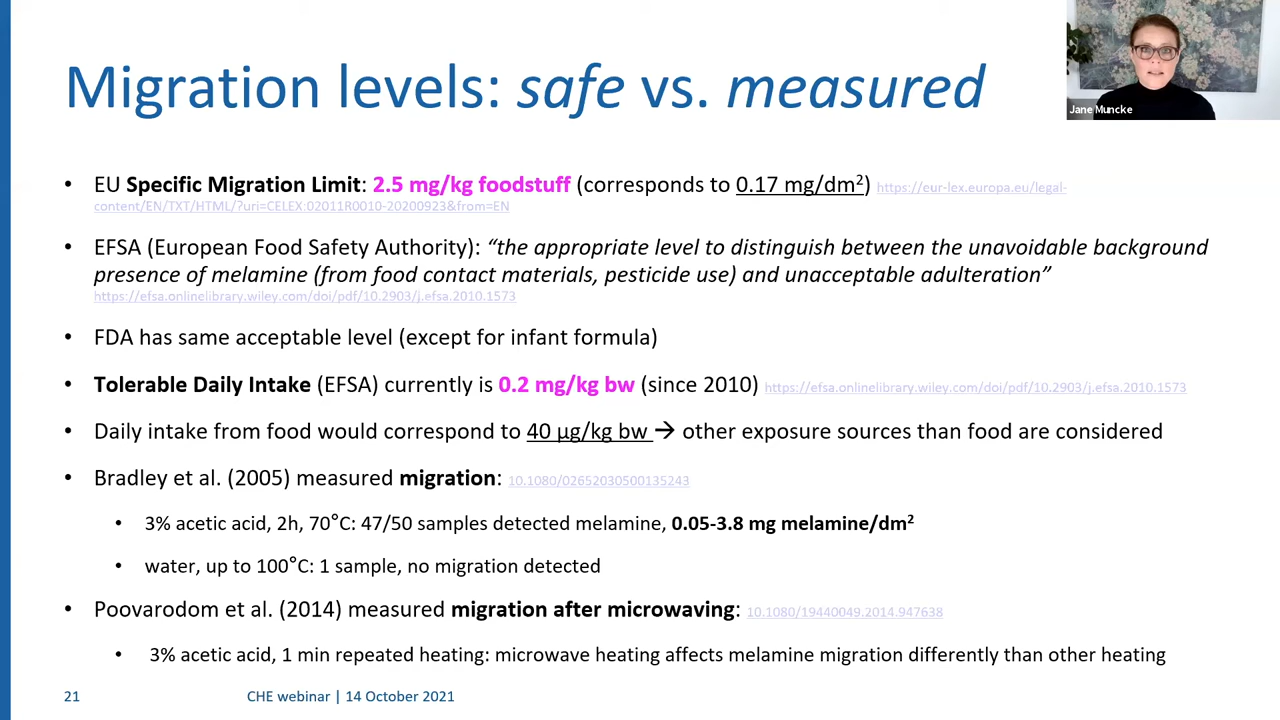 Migration levels: safe vs. measured
Jane Muncke
• EU Specific Migration Limit: 2.5 mg/kg foodstuff (corresponds to 0.17 mg/dm²) https://eur-lex.europa.eu/legal-
content/EN/TXT/HTML/?uri=CELEX:02011R0010-20200923&from=EN
• EFSA (European Food Safety Authority): “the appropriate level to distinguish between the unavoidable background
presence of melamine (from food contact materials, pesticide use) and unacceptable adulteration”
https://efsa.onlinelibrary.wiley.com/doi/pdf/10.2903/j.efsa.2010.1573
• FDA has same acceptable level (except for infant formula)
• Tolerable Daily Intake (EFSA) currently is 0.2 mg/kg bw (since 2010) https://efsa.onlinelibrary.wiley.com/doi/pdf/10.2903/j.efsa.2010.1573
• Daily intake from food would correspond to 40 µg/kg bw → other exposure sources than food are considered
• Bradley et al. (2005) measured migration: 10.1080/02652030500135243
• 3% acetic acid, 2h, 70°C: 47/50 samples detected melamine, 0.05-3.8 mg melamine/dm²
• water, up to 100°C: 1 sample, no migration detected
• Poovarodom et al. (2014) measured migration after microwaving: 10.1080/19440049.2014.947638
• 3% acetic acid, 1 min repeated heating: microwave heating affects melamine migration differently than other heating
21 CHE webinar | 14 October 2021